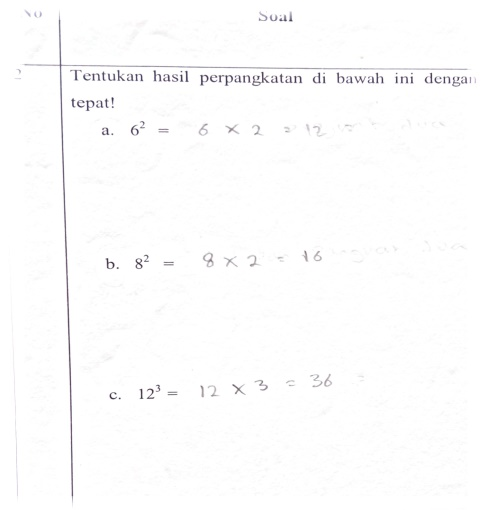 No Soal
2 Tentukan hasil perpangkatan di bawah ini dengan
tepat!
a. 6² = 6 × 2 = 12
b. 8² = 8 × 2 = 16
c. 12³ = 12 × 3 = 36